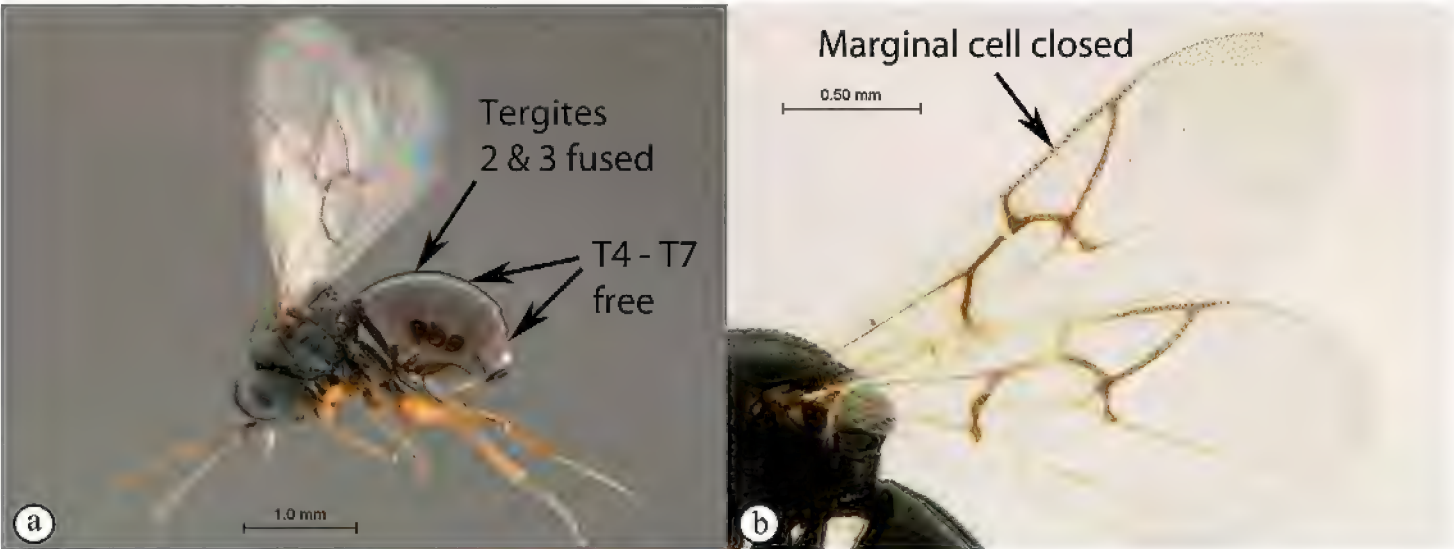 Tergites
2 & 3 fused
T4 - T7
free
1.0 mm
a
Marginal cell closed
0.50 mm
b